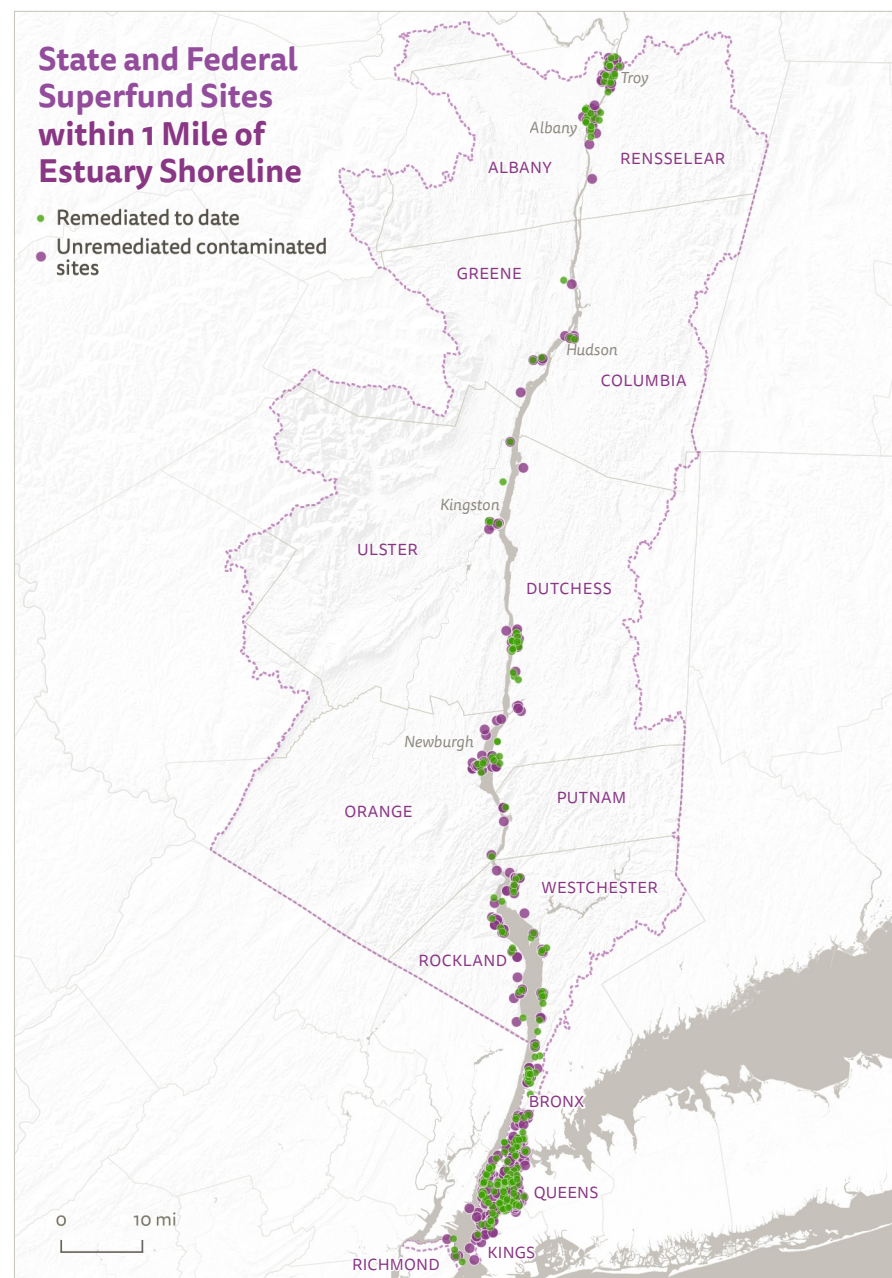 State and Federal
Superfund Sites
within 1 Mile of
Estuary Shoreline
Remediated to date
Unremediated contaminated
sites
Troy
Albany
ALBANY
RENSSELEAR
GREENE
Hudson
COLUMBIA
Kingston
ULSTER
DUTCHESS
Newburgh
ORANGE
PUTNAM
WESTCHESTER
ROCKLAND
BRONX
QUEENS
0 10 mi
KINGS
RICHMOND